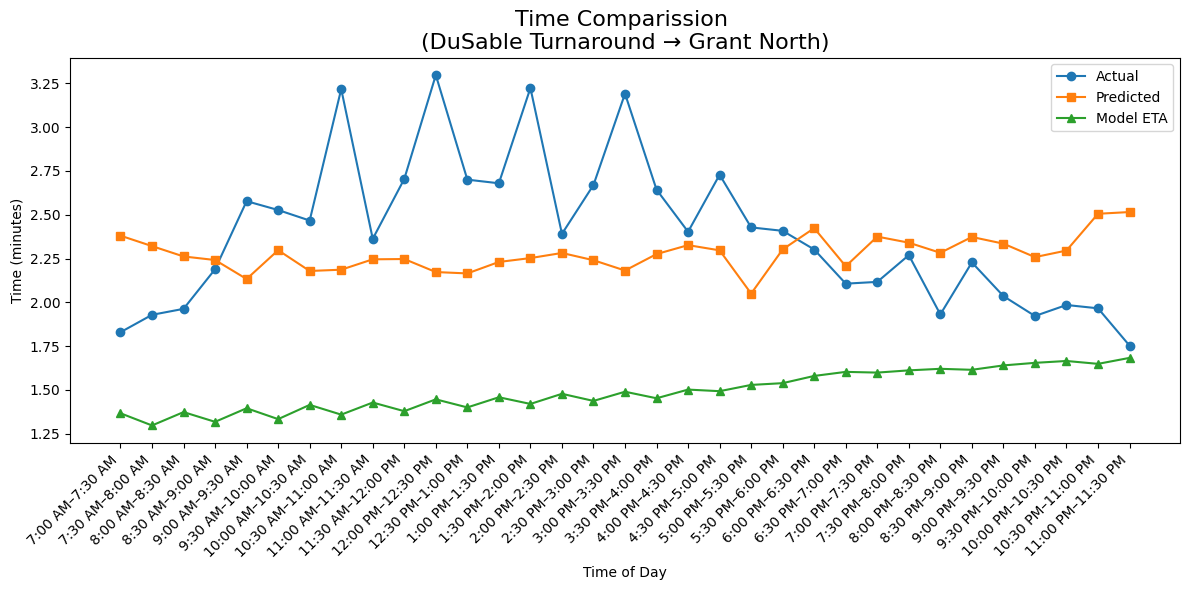 Time Comparission
(DuSable Turnaround → Grant North)
Actual
Predicted
Model ETA
Time (minutes)
3.25
3.00
2.75
2.50
2.25
2.00
1.75
1.50
1.25
7:00 AM–7:30 AM
7:30 AM–8:00 AM
8:00 AM–8:30 AM
8:30 AM–9:00 AM
9:00 AM–9:30 AM
9:30 AM–10:00 AM
10:00 AM–10:30 AM
10:30 AM–11:00 AM
11:00 AM–11:30 AM
11:30 AM–12:00 PM
12:00 PM–12:30 PM
12:30 PM–1:00 PM
1:00 PM–1:30 PM
1:30 PM–2:00 PM
2:00 PM–2:30 PM
2:30 PM–3:00 PM
3:00 PM–3:30 PM
3:30 PM–4:00 PM
4:00 PM–4:30 PM
4:30 PM–5:00 PM
5:00 PM–5:30 PM
5:30 PM–6:00 PM
6:00 PM–6:30 PM
6:30 PM–7:00 PM
7:00 PM–7:30 PM
7:30 PM–8:00 PM
8:00 PM–8:30 PM
8:30 PM–9:00 PM
9:00 PM–9:30 PM
9:30 PM–10:00 PM
10:00 PM–10:30 PM
10:30 PM–11:00 PM
11:00 PM–11:30 PM
Time of Day